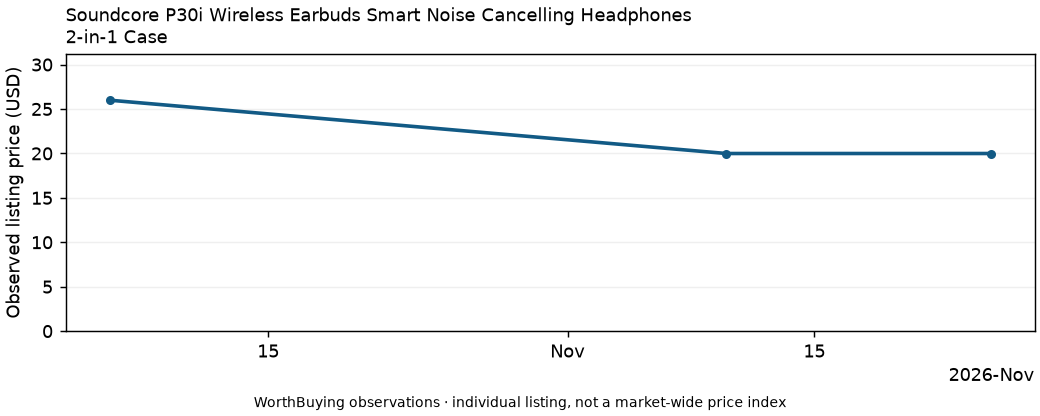 Soundcore P30i Wireless Earbuds Smart Noise Cancelling Headphones
2-in-1 Case
Observed listing price (USD)
30
25
20
15
10
5
0
15
Nov
15
2026-Nov
WorthBuying observations · individual listing, not a market-wide price index